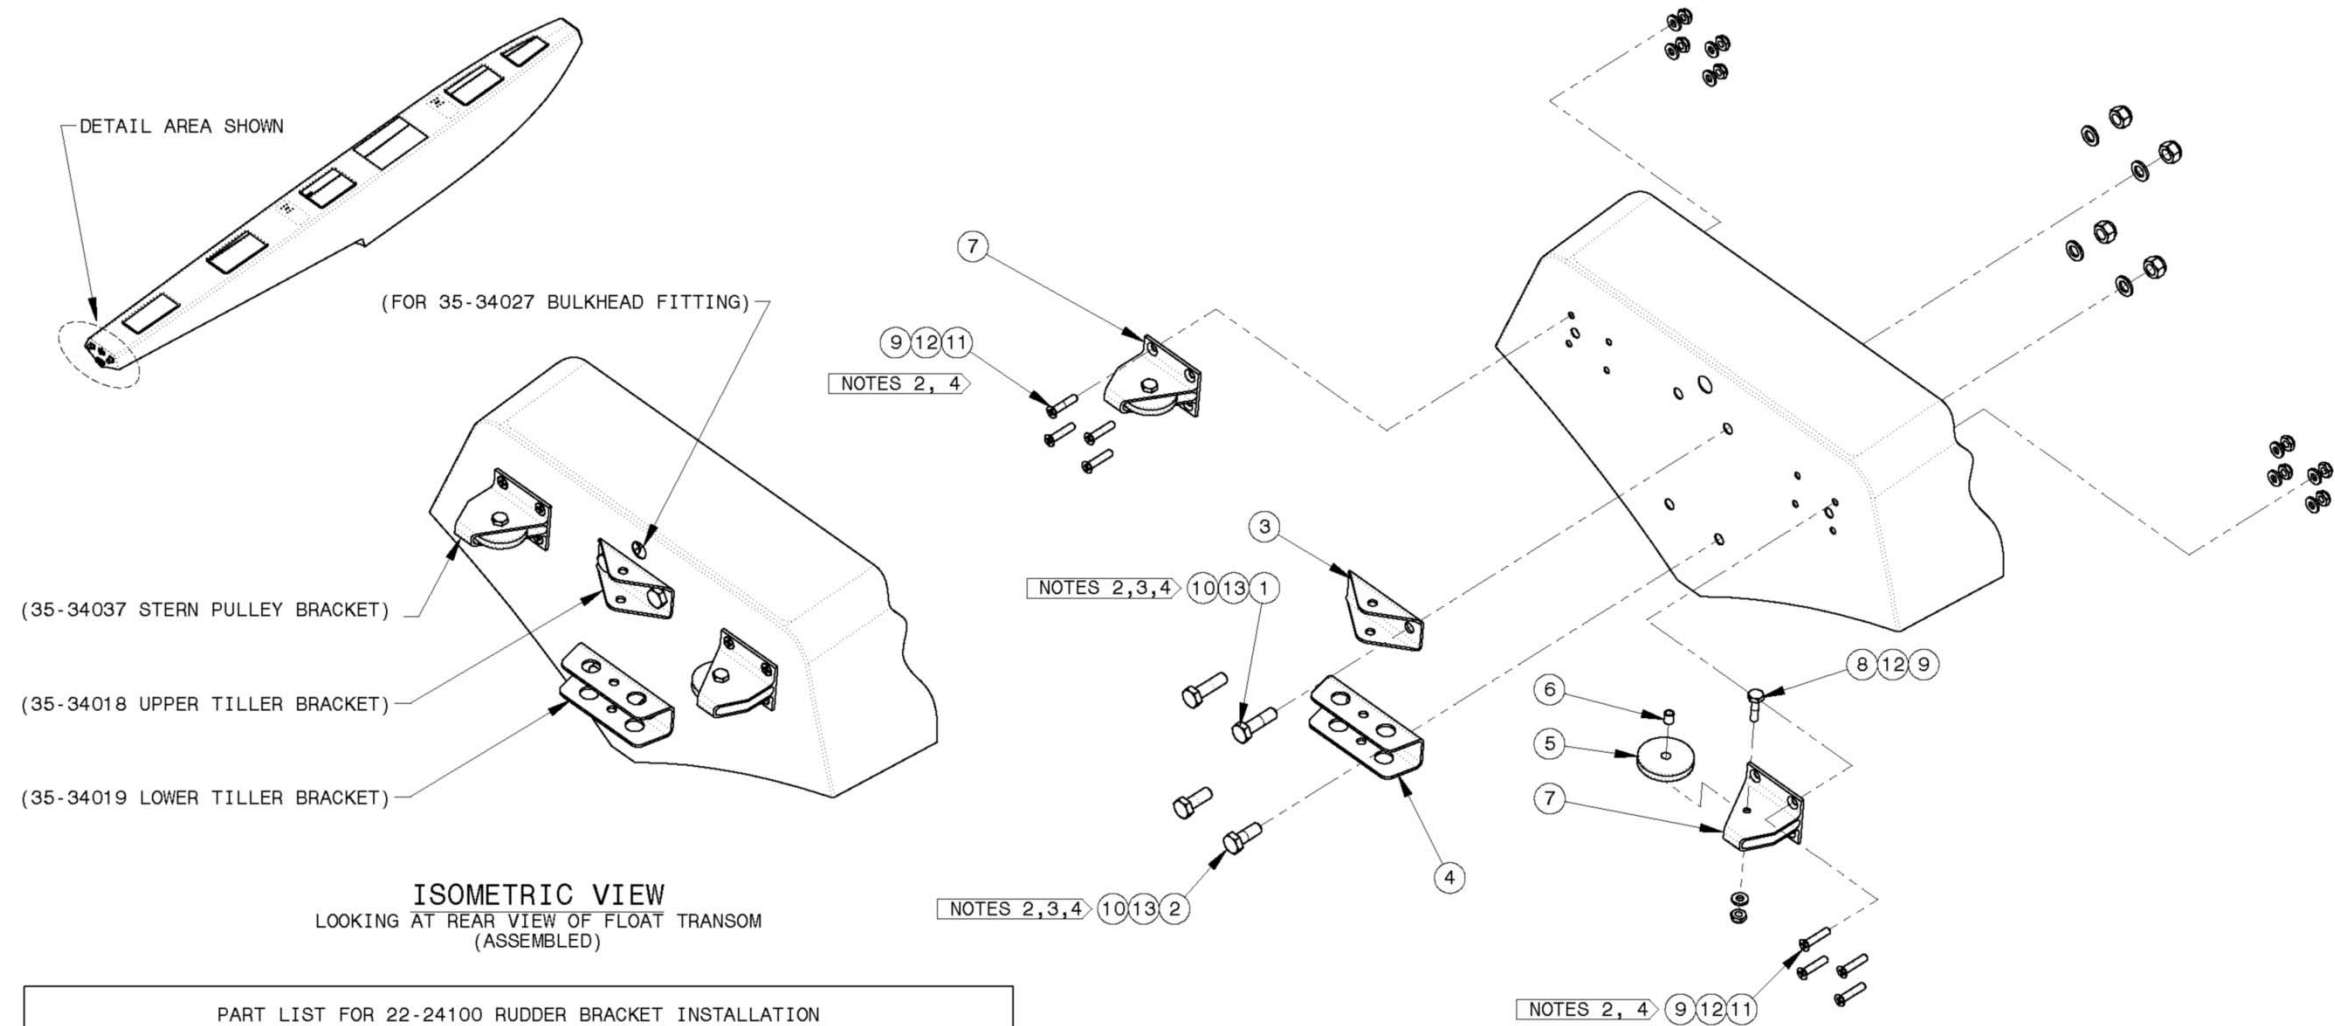 DETAIL AREA SHOWN
(FOR 35-34027 BULKHEAD FITTING)
(35-34037 STERN PULLEY BRACKET)
(35-34018 UPPER TILLER BRACKET)
(35-34019 LOWER TILLER BRACKET)
ISOMETRIC VIEW
LOOKING AT REAR VIEW OF FLOAT TRANSOM
(ASSEMBLED)
PART LIST FOR 22-24100 RUDDER BRACKET INSTALLATION
7
9 12 11
NOTES 2, 4
3
NOTES 2,3,4 10 13 1
NOTES 2,3,4 10 13 2
4
8 12 9
6
5
7
NOTES 2, 4 9 12 11